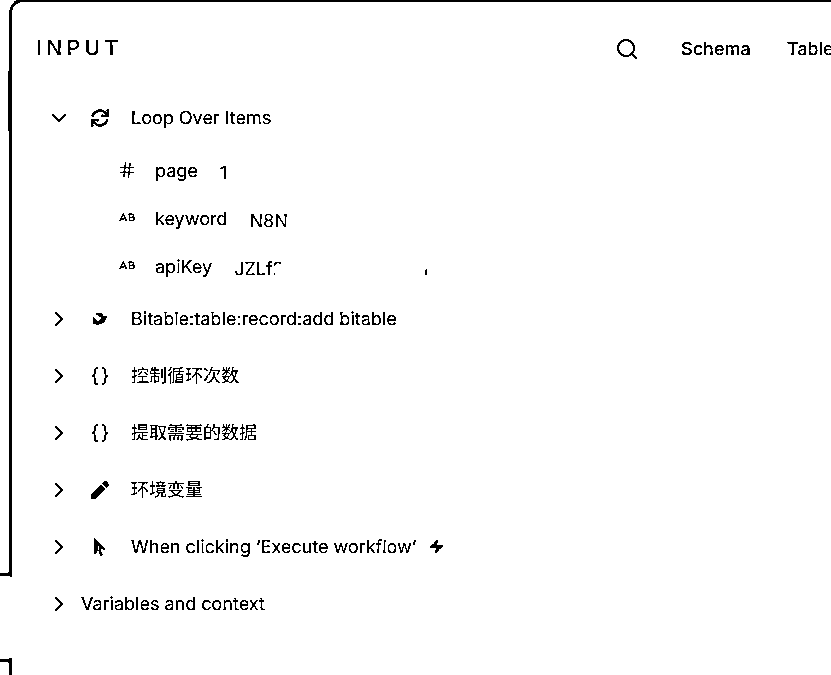 INPUT Schema Table
Loop Over Items
# page 1
AB keyword N8N
AB apiKey
Bitable:table:record:add bitable
{} 控制循环次数
{} 提取需要的数据
环境变量
When clicking ‘Execute workflow’
Variables and context